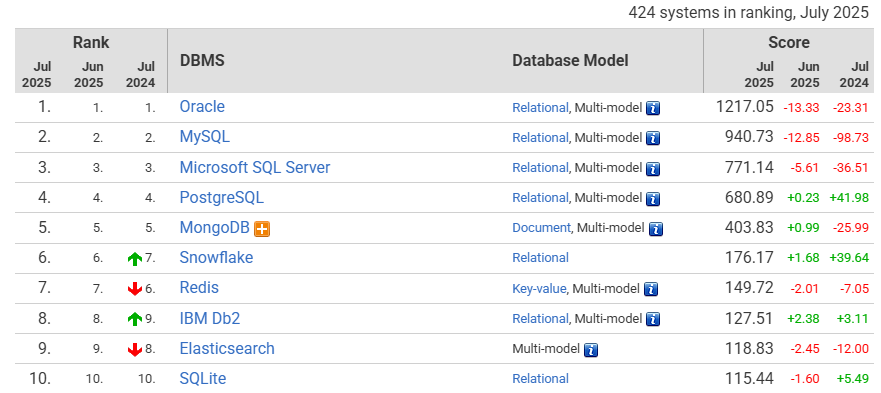 424 systems in ranking, July 2025
Rank DBMS Database Model Score
Jul 2025 Jun 2025 Jul 2024 Jul 2025 Jun 2025 Jul 2024
1. 1. 1. Oracle Relational, Multi-model i 1217.05 -13.33 -23.31
2. 2. 2. MySQL Relational, Multi-model i 940.73 -12.85 -98.73
3. 3. 3. Microsoft SQL Server Relational, Multi-model i 771.14 -5.61 -36.51
4. 4. 4. PostgreSQL Relational, Multi-model i 680.89 +0.23 +41.98
5. 5. 5. MongoDB + Document, Multi-model i 403.83 +0.99 -25.99
6. 6. 7. Snowflake Relational 176.17 +1.68 +39.64
7. 7. 6. Redis Key-value, Multi-model i 149.72 -2.01 -7.05
8. 8. 9. IBM Db2 Relational, Multi-model i 127.51 +2.38 +3.11
9. 9. 8. Elasticsearch Multi-model i 118.83 -2.45 -12.00
10. 10. 10. SQLite Relational 115.44 -1.60 +5.49